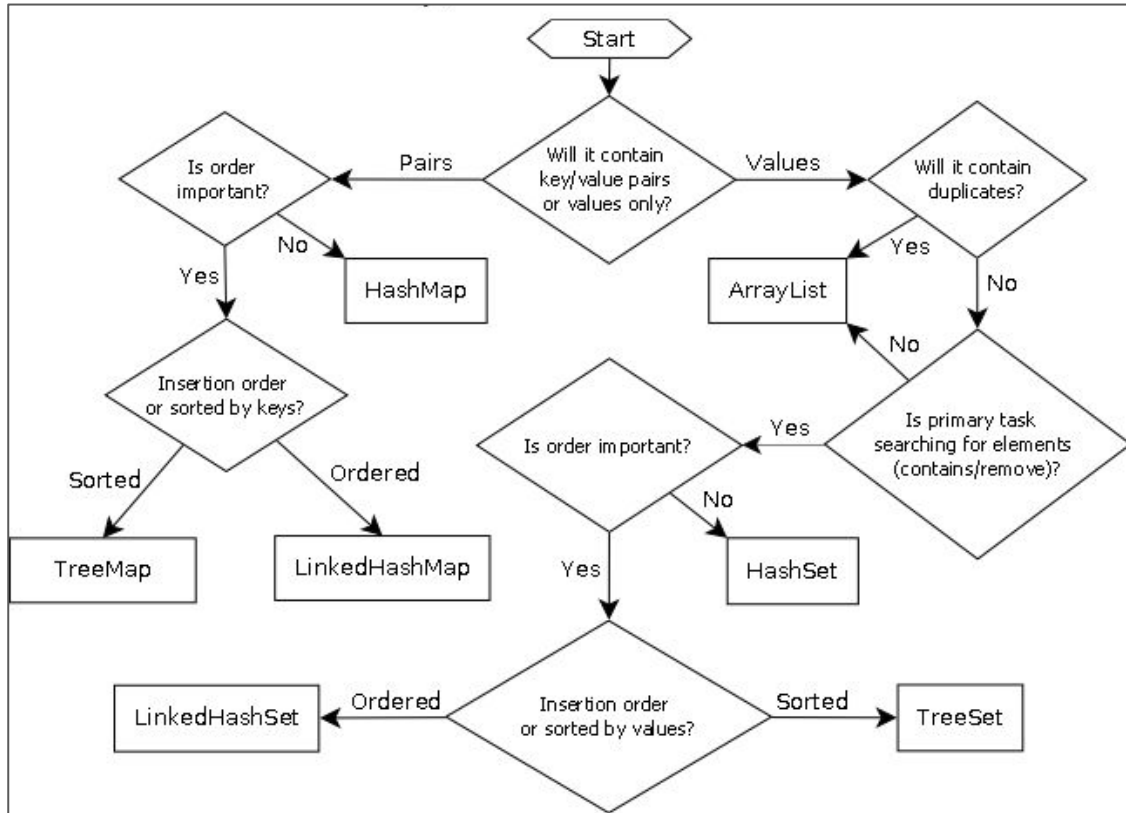 Start
Will it contain
key/value pairs
or values only?
Pairs
Values
Is order
important?
Will it contain
duplicates?
No
Yes
Yes
HashMap
ArrayList
No
No
Insertion order
or sorted by keys?
Is order important?
Yes
Is primary task
searching for elements
(contains/remove)?
Sorted
Ordered
No
TreeMap
LinkedHashMap
Yes
HashSet
LinkedHashSet
Ordered
Insertion order
or sorted by values?
Sorted
TreeSet